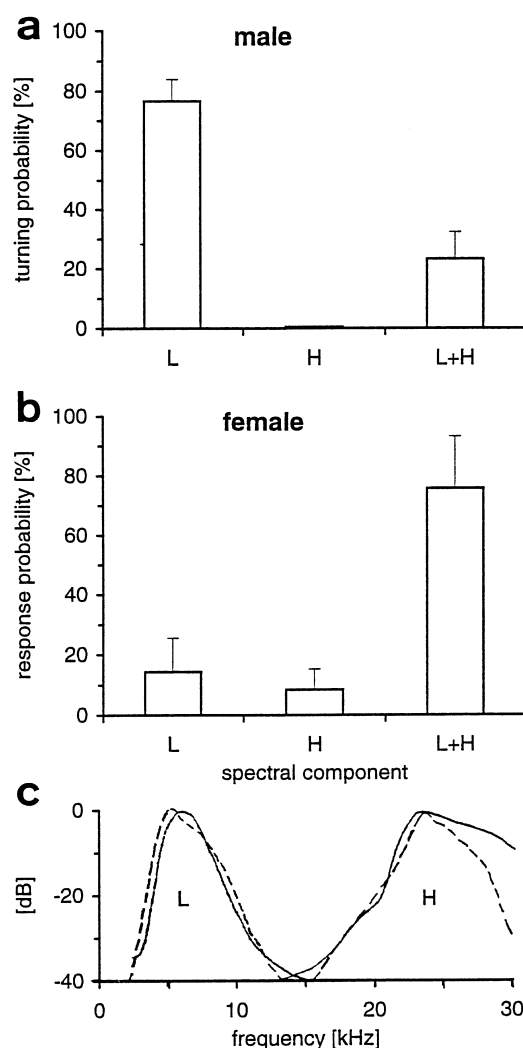 a
male
turning probability [%]
100
80
60
40
20
0
L H L+H
b
female
response probability [%]
100
80
60
40
20
0
L H L+H
spectral component
c
[dB]
0
-20
-40
L H
0 10 20 30
frequency [kHz]